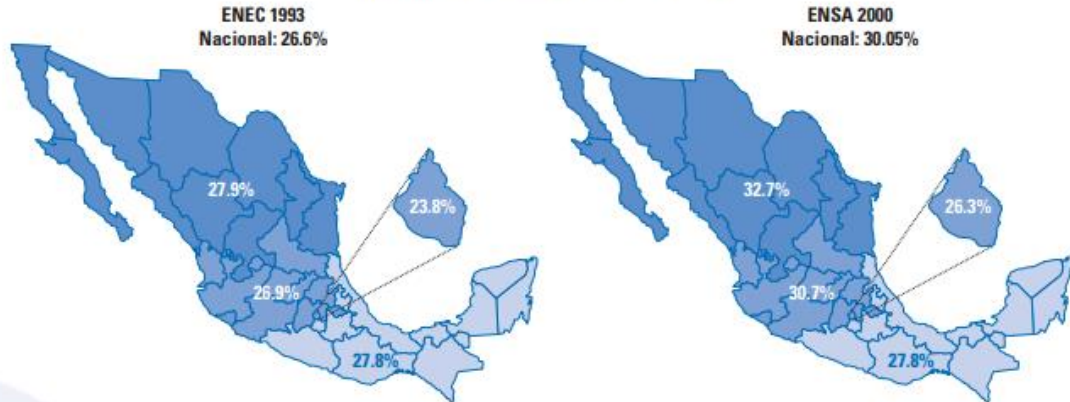 ENEC 1993
Nacional: 26.6%
27.9%
23.8%
26.9%
27.8%
ENSA 2000
Nacional: 30.05%
32.7%
26.3%
30.7%
27.8%